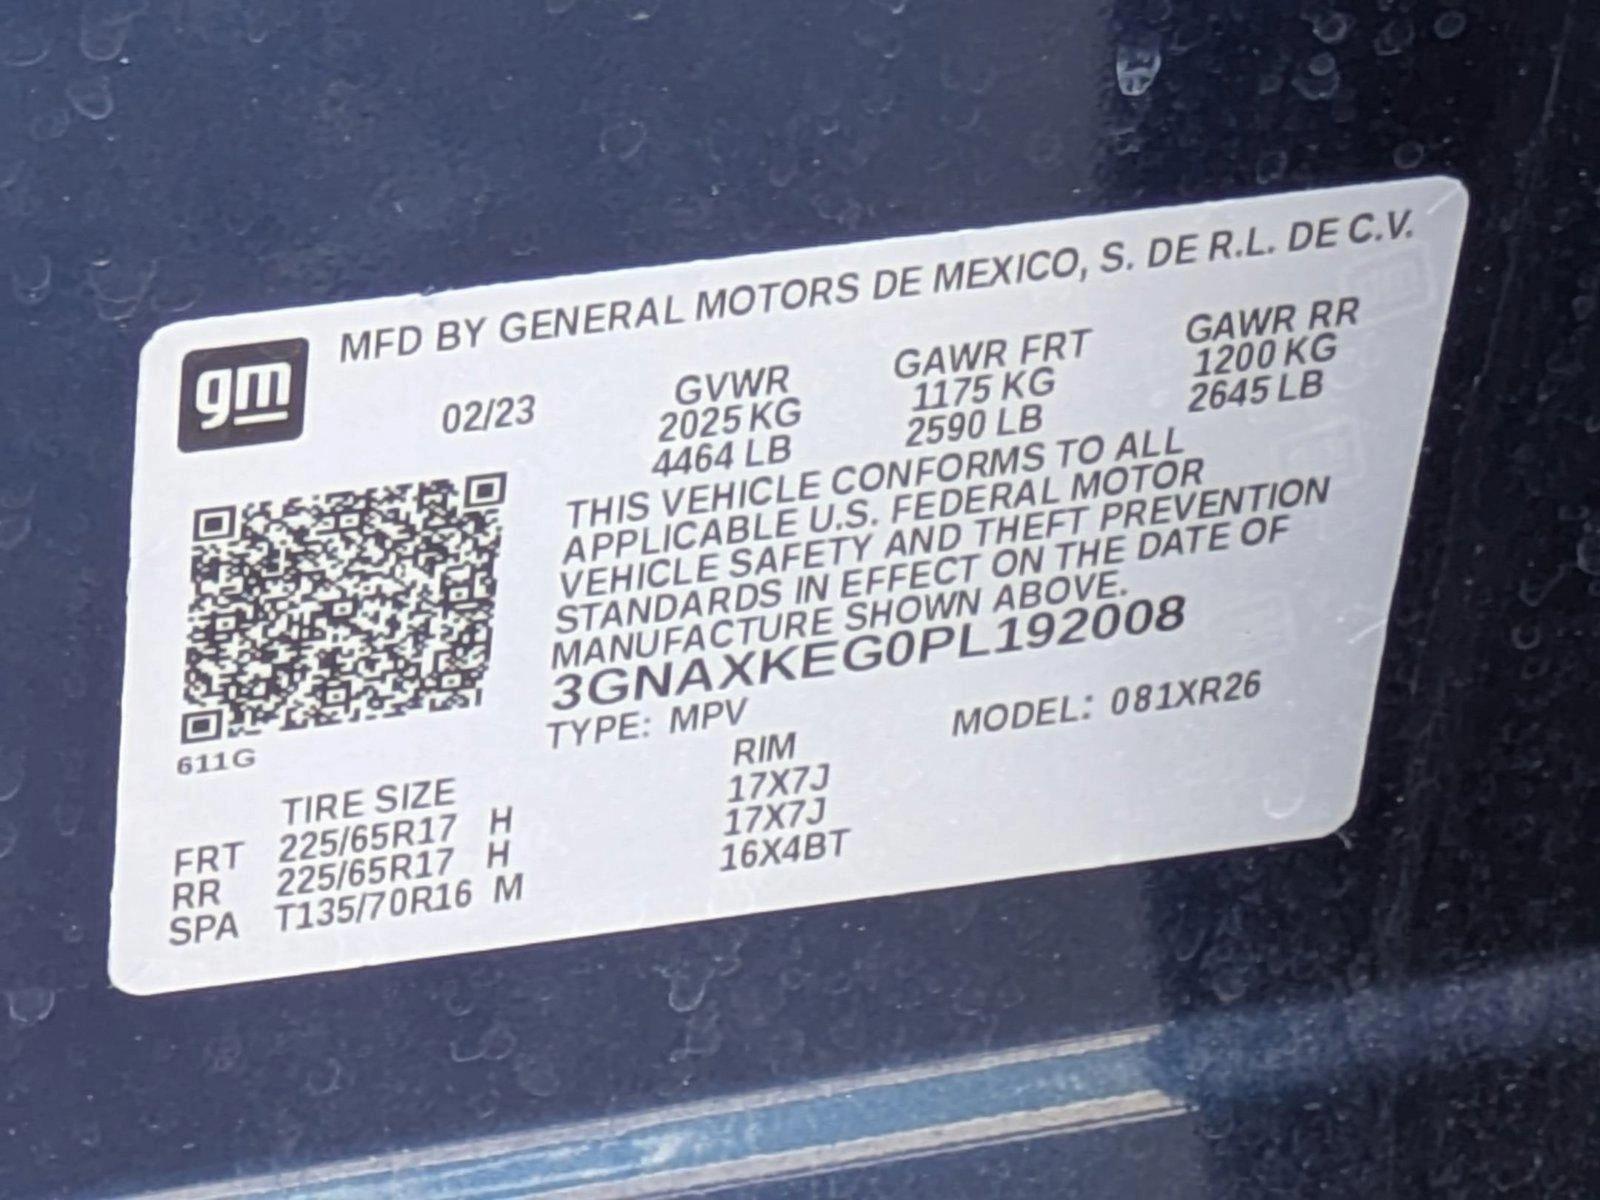 gm
MFD BY GENERAL MOTORS DE MEXICO, S. DE R.L. DE C.V.
02/23 GVWR GAWR FRT GAWR RR
2025 KG 1175 KG 1200 KG
4464 LB 2590 LB 2645 LB
THIS VEHICLE CONFORMS TO ALL
APPLICABLE U.S. FEDERAL MOTOR
VEHICLE SAFETY AND THEFT PREVENTION
STANDARDS IN EFFECT ON THE DATE OF
MANUFACTURE SHOWN ABOVE.
3GNAXKEG0PL192008
TYPE: MPV MODEL: 081XR26
611G
TIRE SIZE RIM
FRT 225/65R17 H 17X7J
RR 225/65R17 H 17X7J
SPA T135/70R16 M 16X4BT